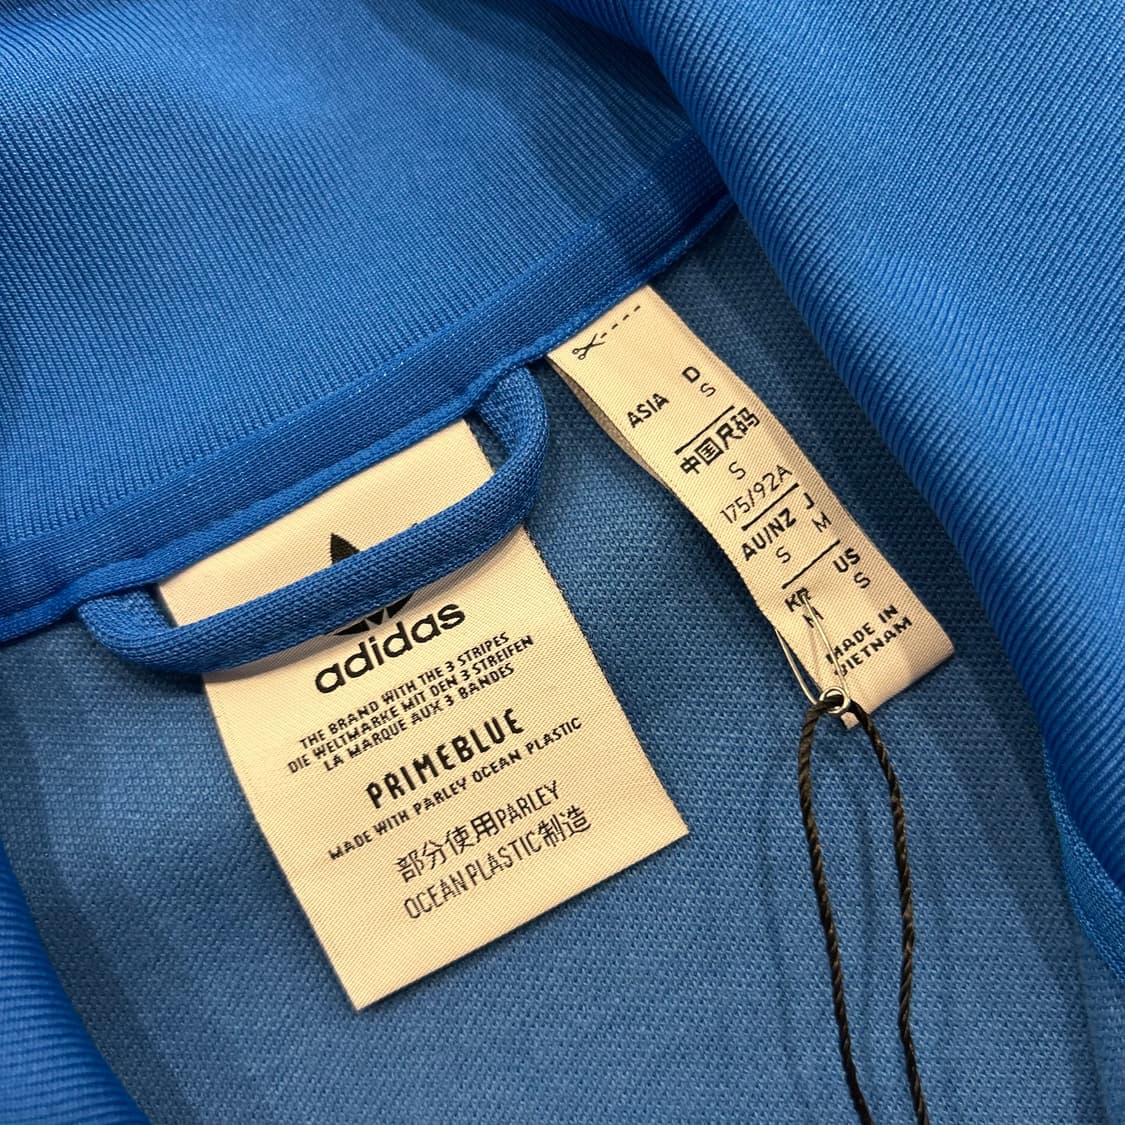 adidas
THE BRAND WITH THE 3 STRIPES
DIE WELTMARKE MIT DEN 3 STREIFEN
LA MARQUE AUX 3 BANDES
PRIMEBLUE
MADE WITH PARLEY OCEAN PLASTIC
部分使用PARLEY
OCEAN PLASTIC制造
ASIA D
S
中国尺码
S
175/92A
AU/NZ J
S M
KR US
M S
MADE IN
VIETNAM